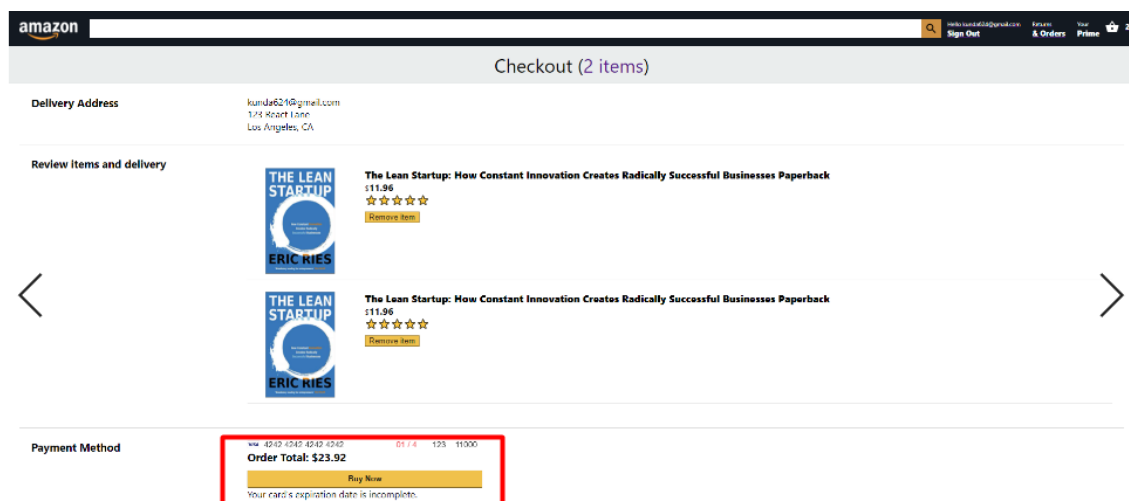 amazon
Hello kunda624@gmail.com
Sign Out
Returns
& Orders
Your
Prime
2
Checkout (2 items)
Delivery Address
kunda624@gmail.com
123 React Lane
Los Angeles, CA
Review items and delivery
THE LEAN
STARTUP
ERIC RIES
The Lean Startup: How Constant Innovation Creates Radically Successful Businesses Paperback
$11.96
Remove item
THE LEAN
STARTUP
ERIC RIES
The Lean Startup: How Constant Innovation Creates Radically Successful Businesses Paperback
$11.96
Remove item
Payment Method
VISA 4242 4242 4242 4242 01 / 4 123 11000
Order Total: $23.92
Buy Now
Your card's expiration date is incomplete.